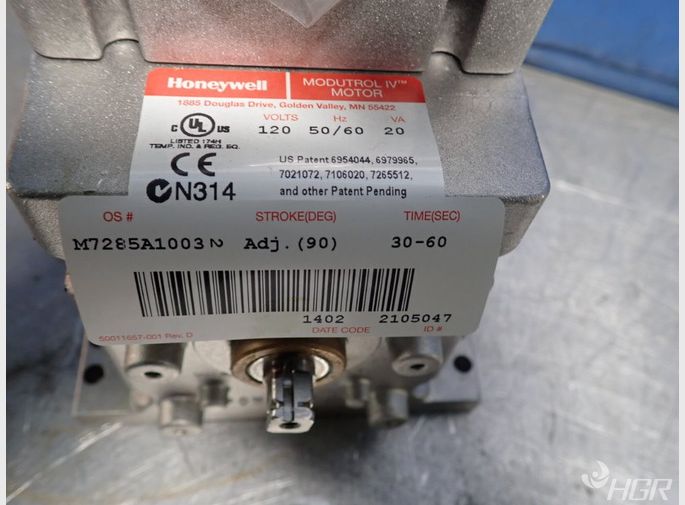 Honeywell MODUTROL IV™ MOTOR
1885 Douglas Drive, Golden Valley, MN 55422
VOLTS Hz VA
120 50/60 20
C UL US
LISTED 174H
TEMP. IND. & REG. EQ.
CE
N314
US Patent 6954044, 6979965,
7021072, 7106020, 7265512,
and other Patent Pending
OS # STROKE(DEG) TIME(SEC)
M7285A1003 Adj.(90) 30-60
1402 2105047
50011657-001 Rev. D DATE CODE ID #
HGR